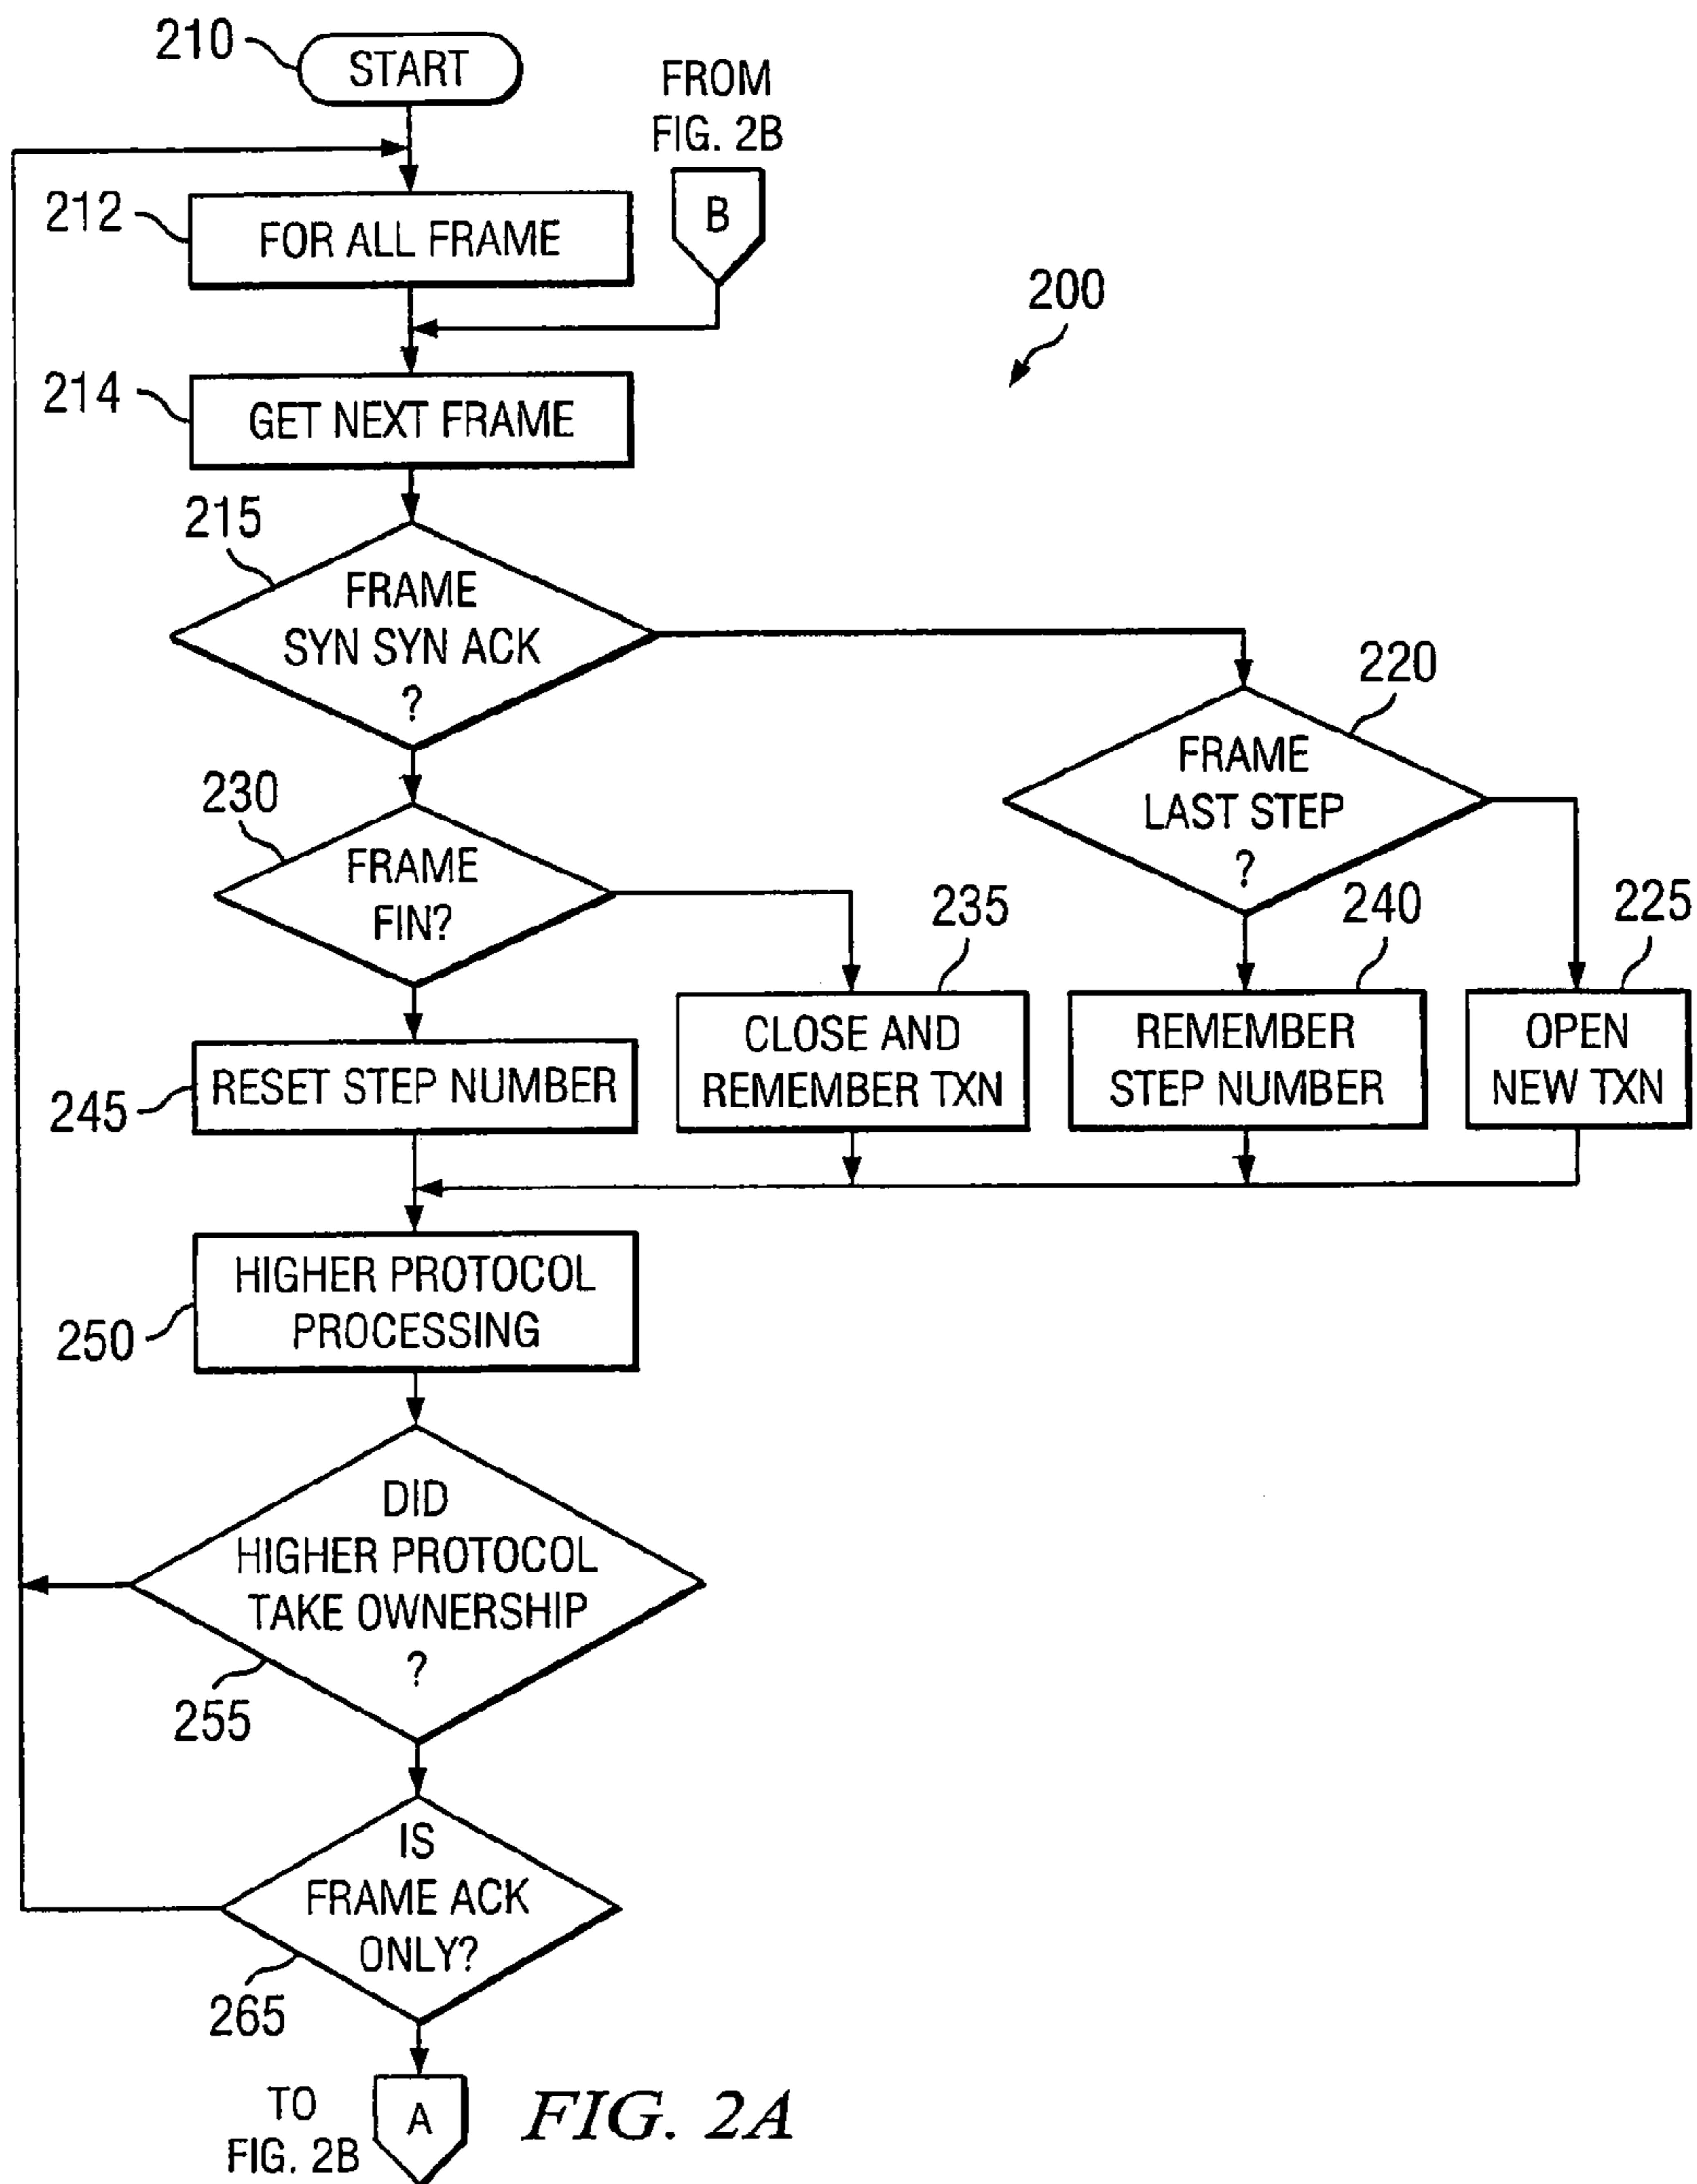 210
START
FROM
FIG. 2B
212
FOR ALL FRAME
B
200
214
GET NEXT FRAME
215
FRAME
SYN SYN ACK
?
220
FRAME
LAST STEP
?
230
FRAME
FIN?
235
240
225
CLOSE AND
REMEMBER TXN
REMEMBER
STEP NUMBER
OPEN
NEW TXN
245
RESET STEP NUMBER
250
HIGHER PROTOCOL
PROCESSING
DID
HIGHER PROTOCOL
TAKE OWNERSHIP
?
255
IS
FRAME ACK
ONLY?
265
TO
FIG. 2B
A
FIG. 2A